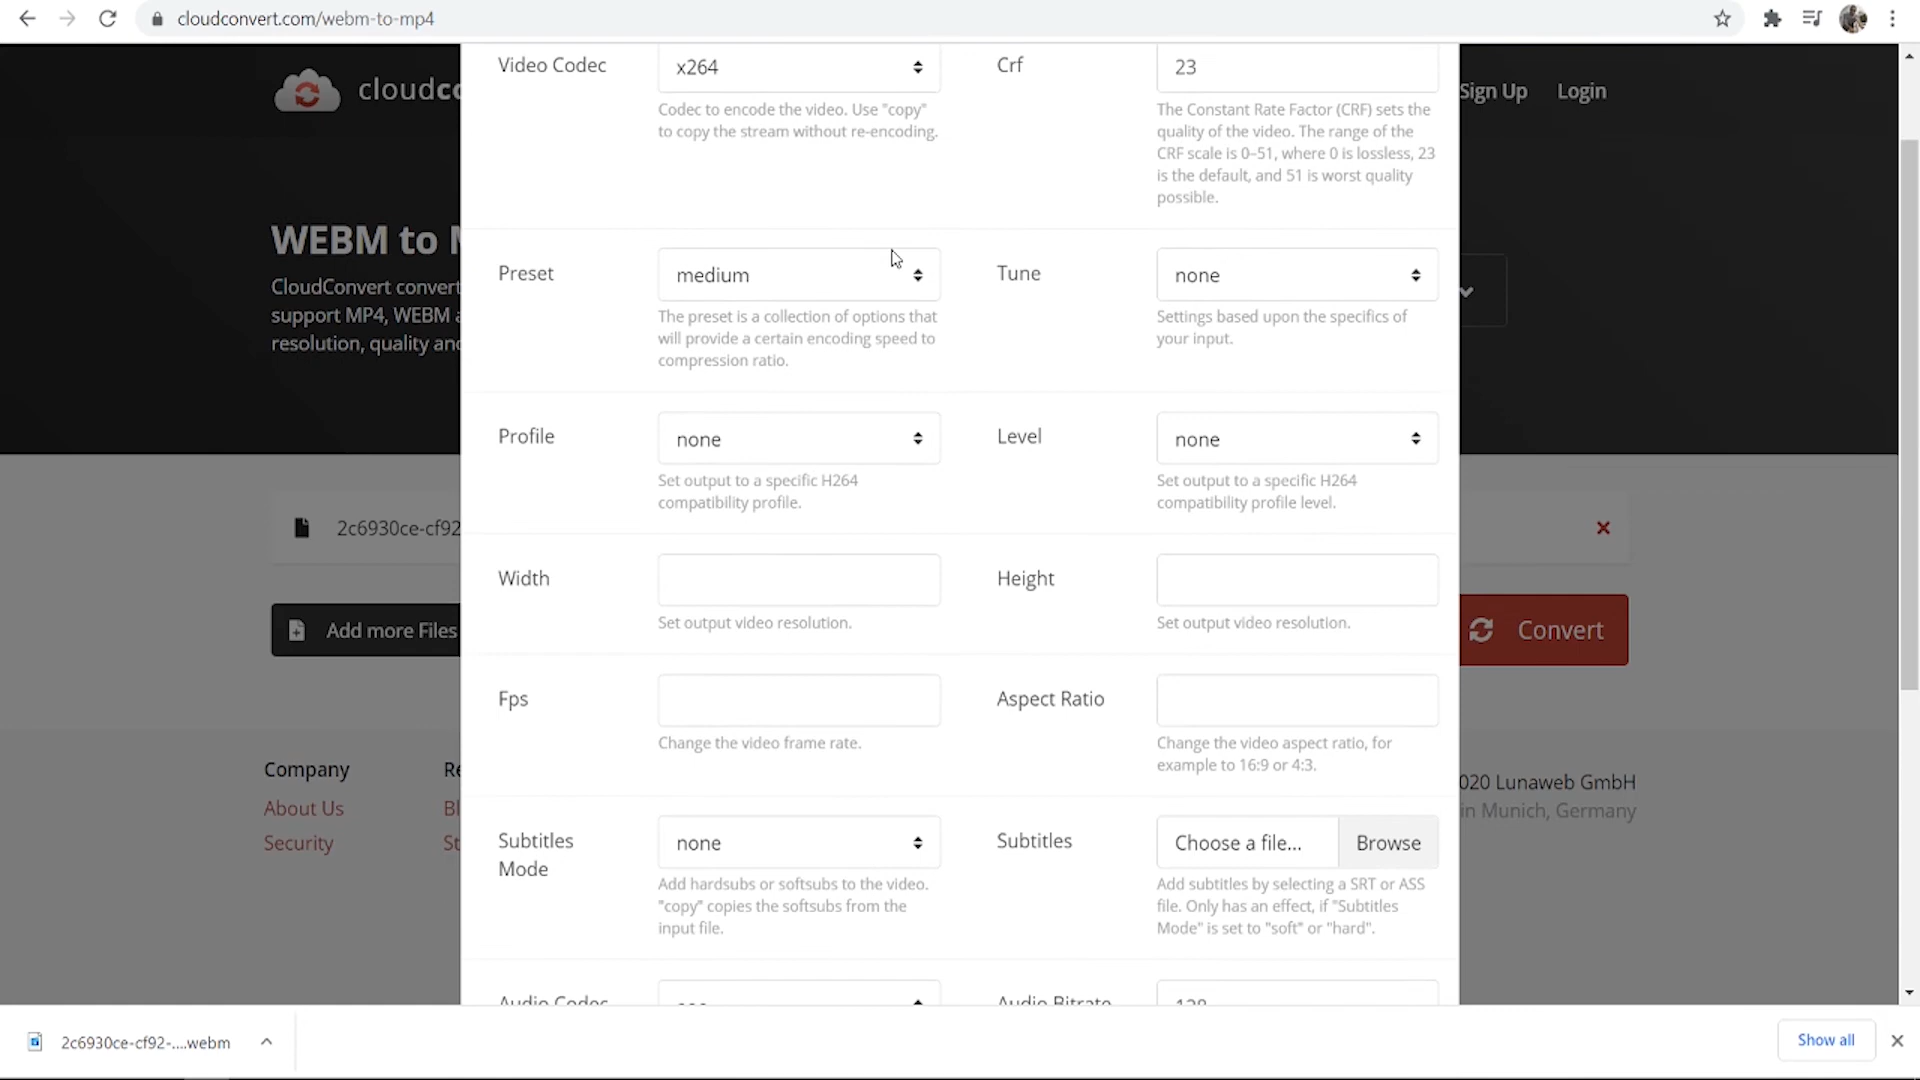 cloudconvert.com/webm-to-mp4
cloudco
Sign Up
Login
WEBM to M
CloudConvert convert
support MP4, WEBM a
resolution, quality and
Video Codec
x264
Codec to encode the video. Use "copy"
to copy the stream without re-encoding.
Crf
23
The Constant Rate Factor (CRF) sets the
quality of the video. The range of the
CRF scale is 0–51, where 0 is lossless, 23
is the default, and 51 is worst quality
possible.
Preset
medium
The preset is a collection of options that
will provide a certain encoding speed to
compression ratio.
Tune
none
Settings based upon the specifics of
your input.
Profile
none
Set output to a specific H264
compatibility profile.
Level
none
Set output to a specific H264
compatibility profile level.
2c6930ce-cf92
Width
Set output video resolution.
Height
Set output video resolution.
Add more Files
Convert
Fps
Change the video frame rate.
Aspect Ratio
Change the video aspect ratio, for
example to 16:9 or 4:3.
Company
Re
About Us
Bl
Security
St
020 Lunaweb GmbH
in Munich, Germany
Subtitles
Mode
none
Add hardsubs or softsubs to the video.
"copy" copies the softsubs from the
input file.
Subtitles
Choose a file...
Browse
Add subtitles by selecting a SRT or ASS
file. Only has an effect, if "Subtitles
Mode" is set to "soft" or "hard".
Audio Codec
Audio Bitrate
128
2c6930ce-cf92-....webm
Show all